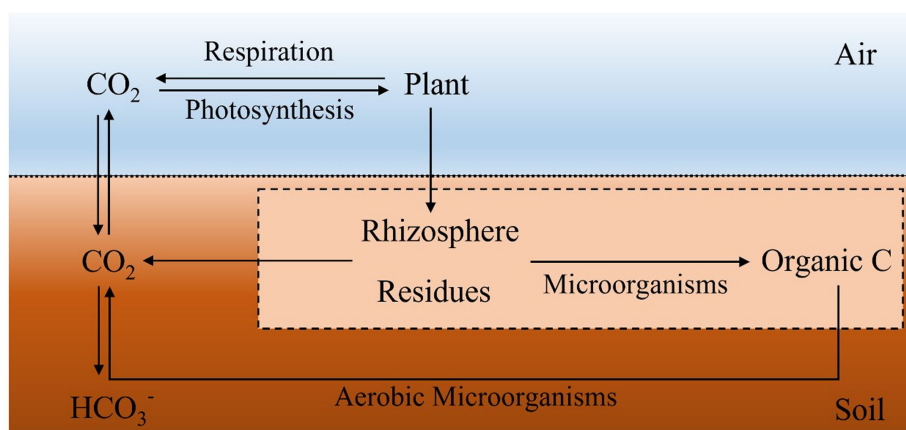 Respiration
Air
CO₂
Plant
Photosynthesis
Rhizosphere
CO₂
Organic C
Microorganisms
Residues
Aerobic Microorganisms
HCO₃⁻
Soil